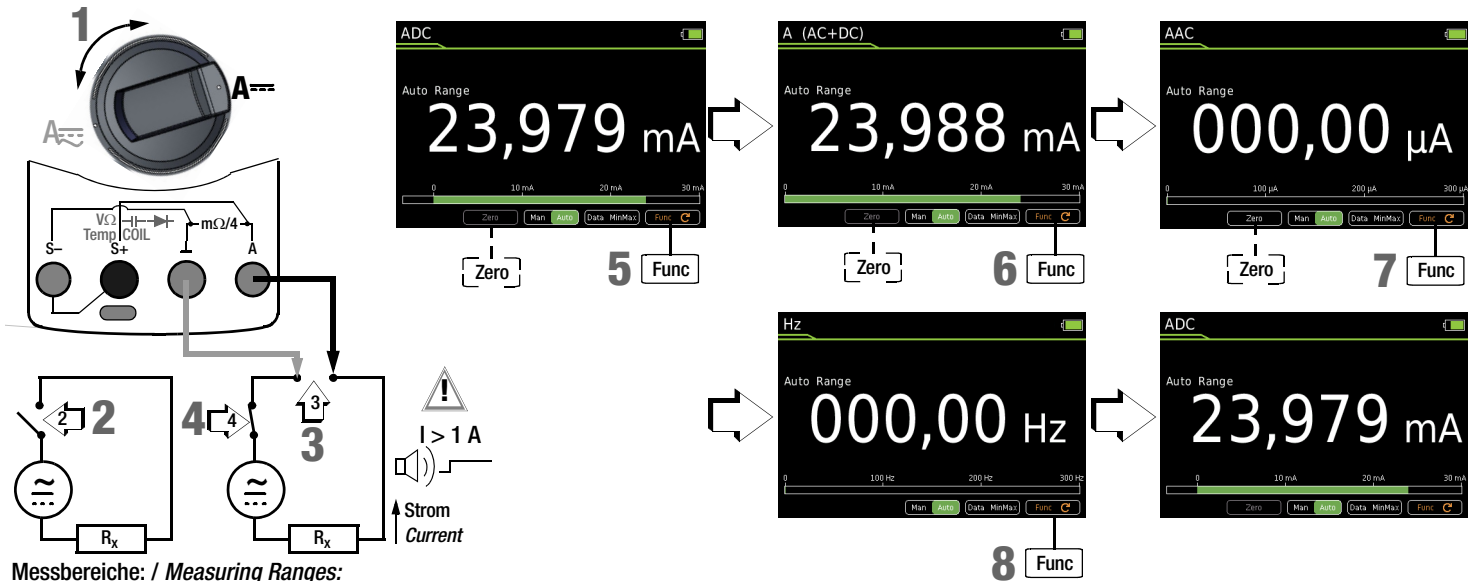 1
A
A
VΩ
Temp COIL
mΩ/4
S–
S+
⊥
A
2
2
4
4
3
3
I > 1 A
Strom
Current
Rx
Rx
Messbereiche: / Measuring Ranges:
ADC
Auto Range
23,979 mA
0 10 mA 20 mA 30 mA
Zero Man Auto Data MinMax Func
Zero
5 Func
A (AC+DC)
Auto Range
23,988 mA
0 10 mA 20 mA 30 mA
Zero Man Auto Data MinMax Func
Zero
6 Func
AAC
Auto Range
000,00 µA
0 100 µA 200 µA 300 µA
Zero Man Auto Data MinMax Func
Zero
7 Func
Hz
Auto Range
000,00 Hz
0 100 Hz 200 Hz 300 Hz
Man Auto Data MinMax Func
8 Func
ADC
Auto Range
23,979 mA
0 10 mA 20 mA 30 mA
Zero Man Auto Data MinMax Func